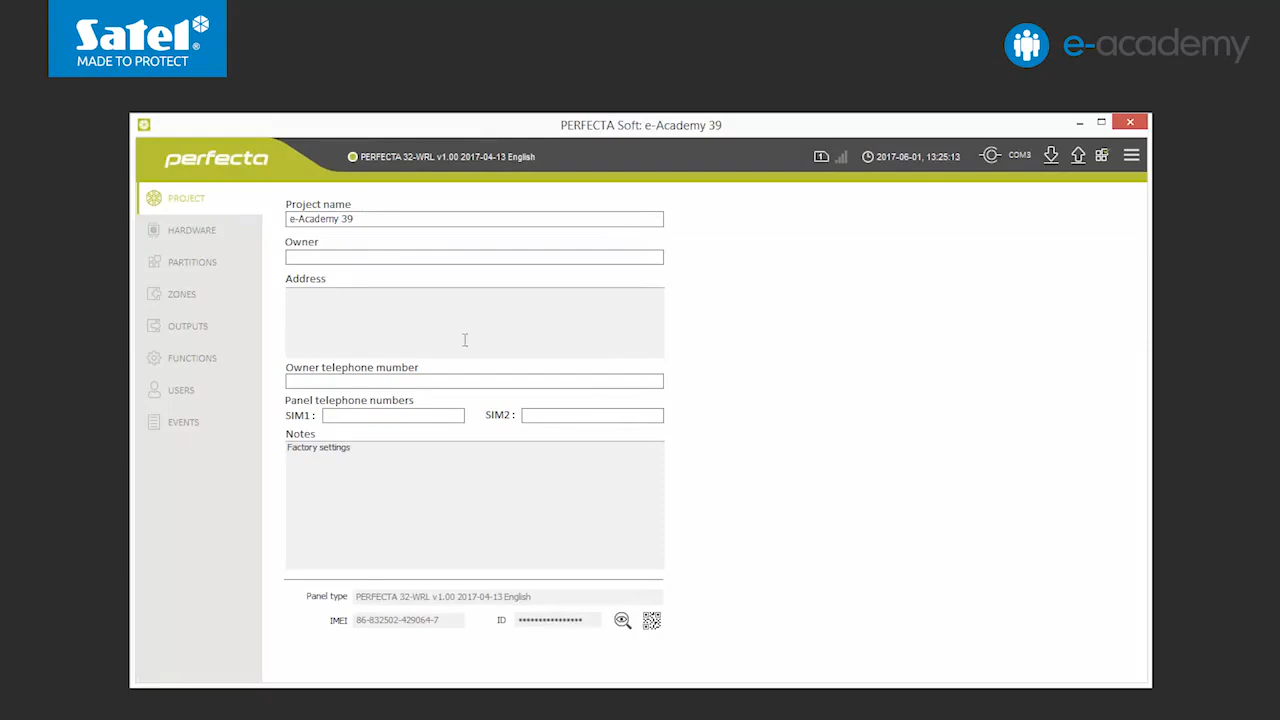 Satel®
MADE TO PROTECT
e-academy
PERFECTA Soft: e-Academy 39
perfecta
PERFECTA 32-WRL v1.00 2017-04-13 English
1
2017-06-01, 13:25:13
COM3
PROJECT
HARDWARE
PARTITIONS
ZONES
OUTPUTS
FUNCTIONS
USERS
EVENTS
Project name
e-Academy 39
Owner
Address
Owner telephone mumber
Panel telephone numbers
SIM1 :
SIM2 :
Notes
Factory settings
Panel type PERFECTA 32-WRL v1.00 2017-04-13 English
IMEI 86-832502-429064-7 ID ****************